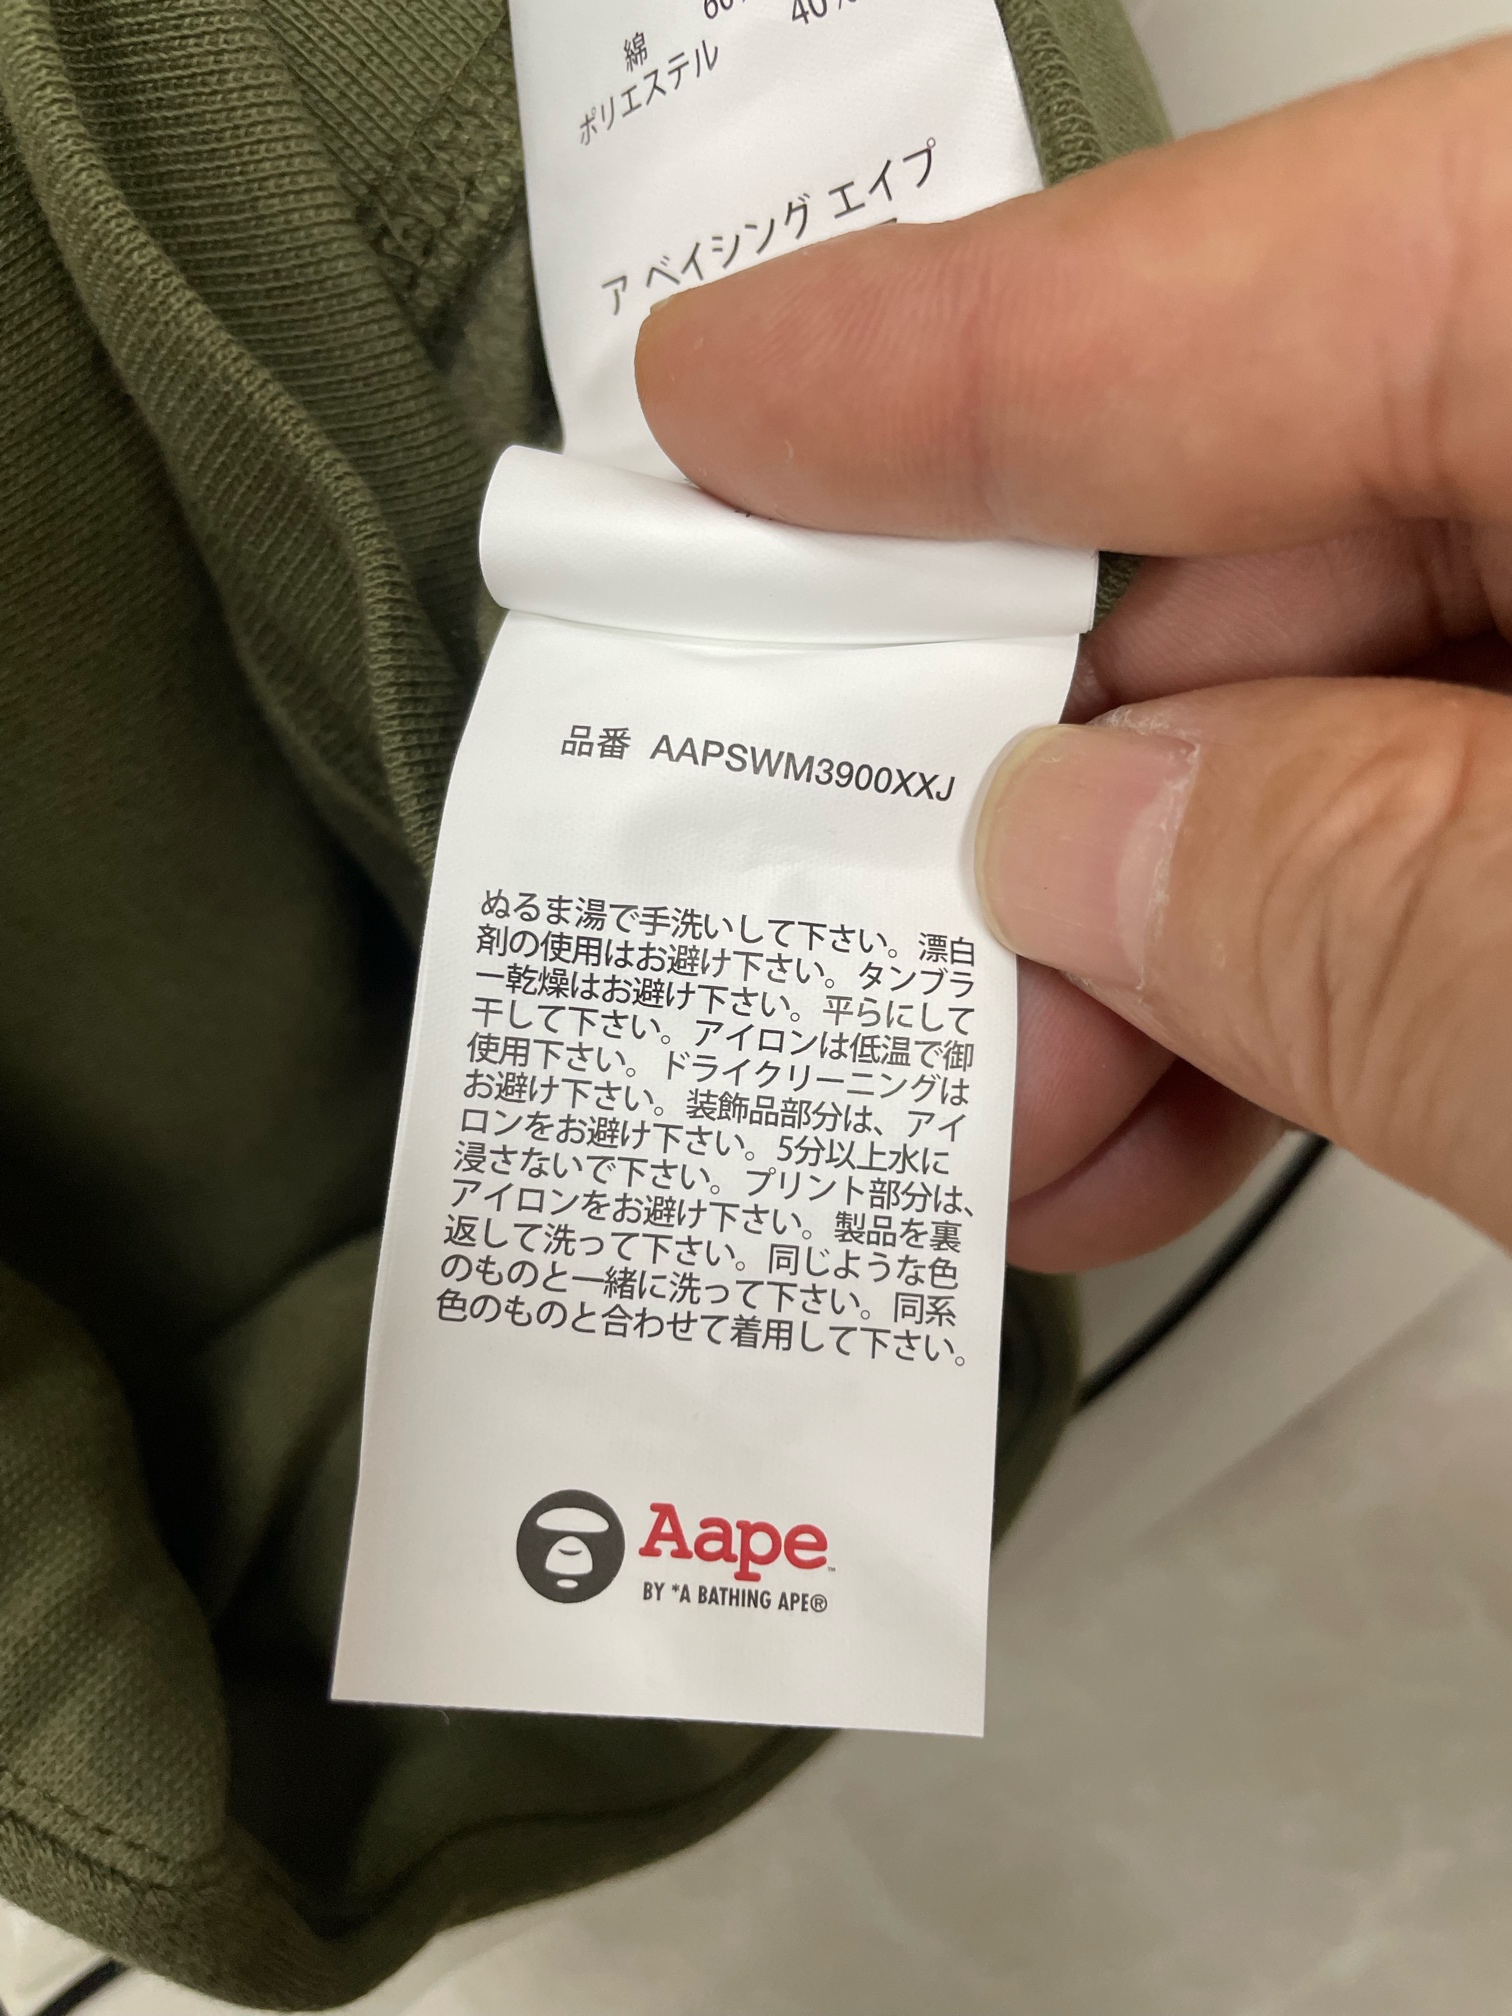 綿
ポリエステル 40%
ア ベイシング エイプ
品番 AAPSWM3900XXJ
ぬるま湯で手洗いして下さい。漂白
剤の使用はお避け下さい。タンブラ
ー乾燥はお避け下さい。平らにして
干して下さい。アイロンは低温で御
使用下さい。ドライクリーニングは
お避け下さい。装飾品部分は、アイ
ロンをお避け下さい。5分以上水に
浸さないで下さい。プリント部分は、
アイロンをお避け下さい。製品を裏
返して洗って下さい。同じような色
のものと一緒に洗って下さい。同系
色のものと合わせて着用して下さい。
Aape™
BY *A BATHING APE®